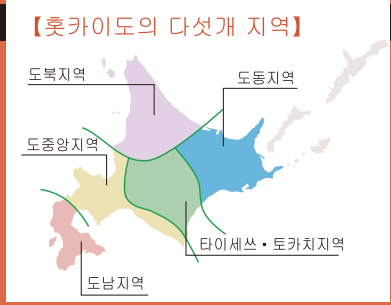 【홋카이도의 다섯개 지역】
도북지역
도동지역
도중앙지역
타이세쓰・토카치지역
도남지역